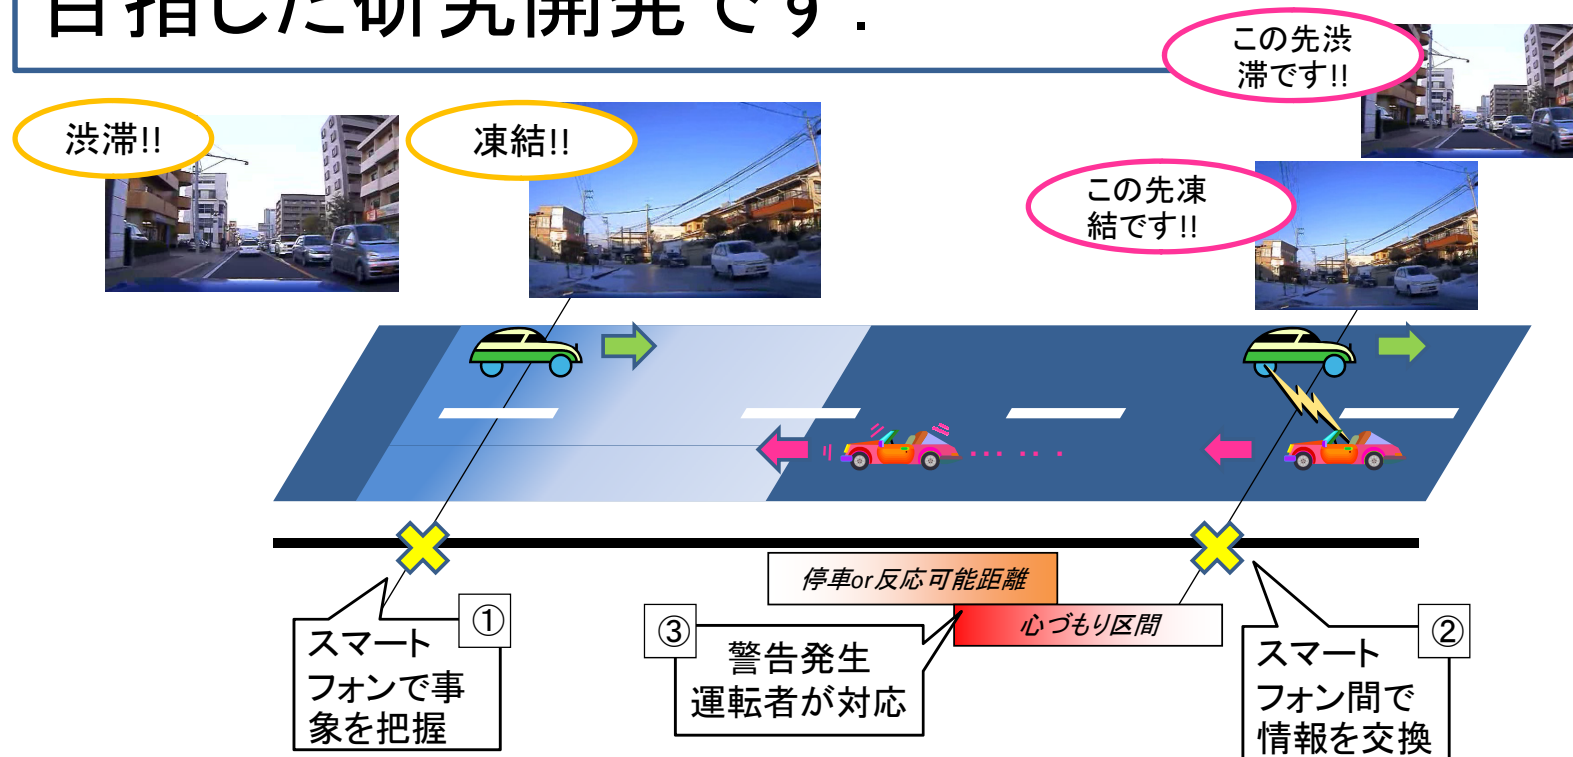 目指した研究開発です.
この先渋
滞です!!
渋滞!!
凍結!!
この先凍
結です!!
停車or反応可能距離
心づもり区間
①
スマート
フォンで事
象を把握
③
警告発生
運転者が対応
②
スマート
フォン間で
情報を交換